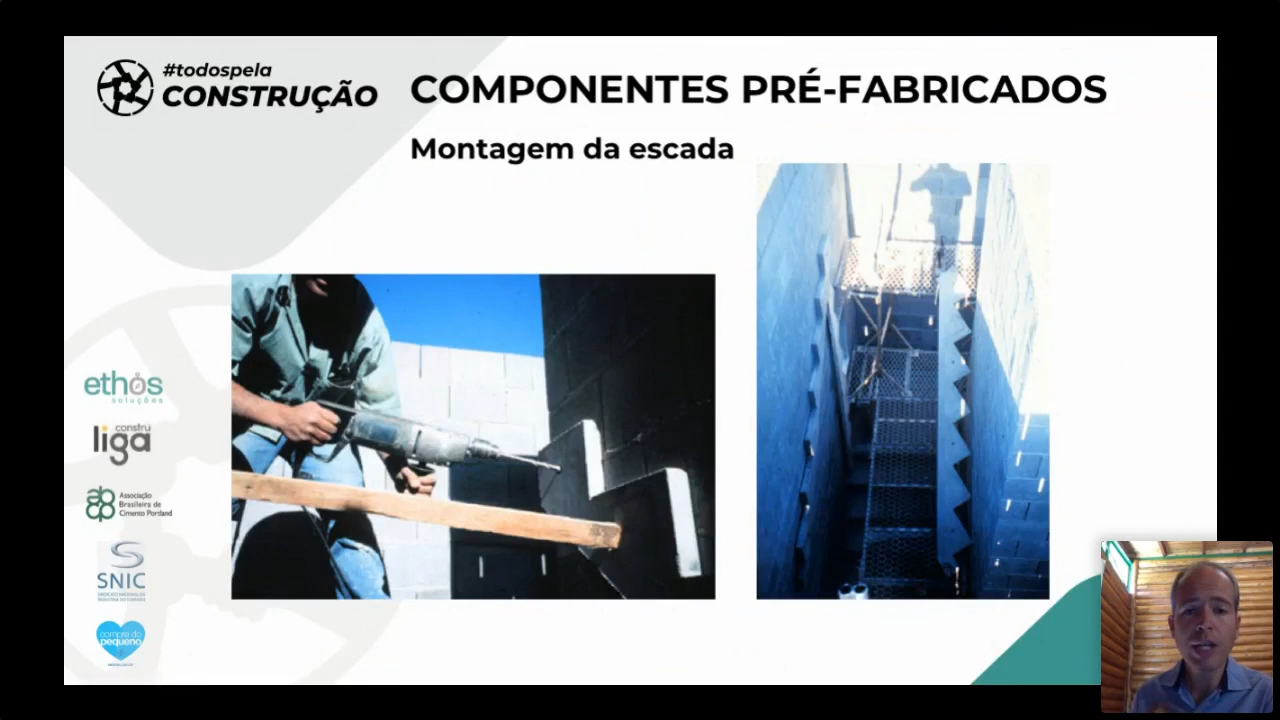 #todospela
CONSTRUÇÃO
COMPONENTES PRÉ-FABRICADOS
Montagem da escada
ethos
soluções
constru
liga
abcp
Associação
Brasileira de
Cimento Portland
SNIC
compre do
pequeno